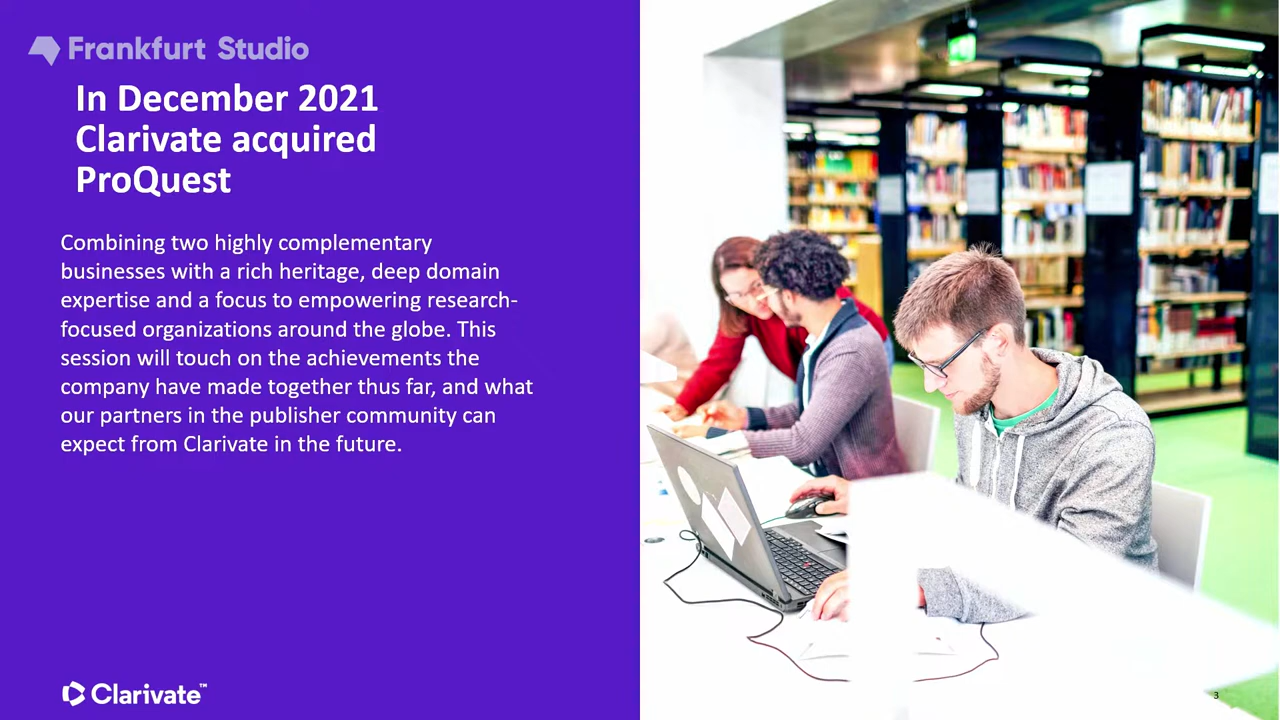 Frankfurt Studio
In December 2021
Clarivate acquired
ProQuest
Combining two highly complementary
businesses with a rich heritage, deep domain
expertise and a focus to empowering research-
focused organizations around the globe. This
session will touch on the achievements the
company have made together thus far, and what
our partners in the publisher community can
expect from Clarivate in the future.
Clarivate™
3